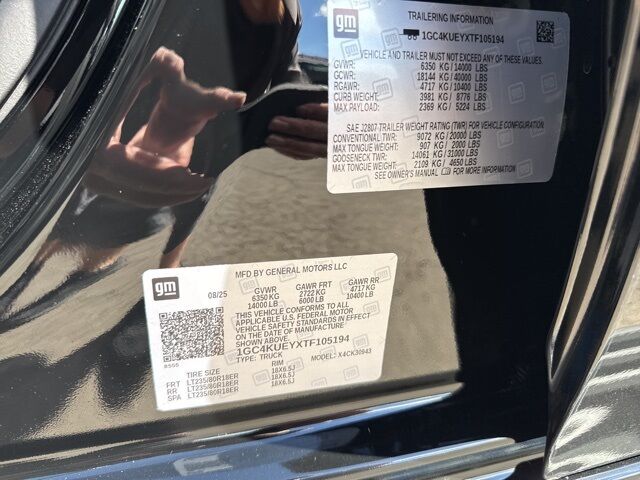 gm
TRAILERING INFORMATION
1GC4KUEYXTF105194
VEHICLE AND TRAILER MUST NOT EXCEED ANY OF THESE VALUES.
GVWR: 6350 KG / 14000 LBS
GCWR: 18144 KG / 40000 LBS
RGAWR: 4717 KG / 10400 LBS
CURB WEIGHT: 3981 KG / 8776 LBS
MAX PAYLOAD: 2369 KG / 5224 LBS
SAE J2807 TRAILER WEIGHT RATING (TWR) FOR VEHICLE CONFIGURATION
CONVENTIONAL TWR: 9072 KG / 20000 LBS
MAX TONGUE WEIGHT: 907 KG / 2000 LBS
GOOSENECK TWR: 14061 KG / 31000 LBS
MAX TONGUE WEIGHT: 2109 KG / 4650 LBS
SEE OWNER'S MANUAL FOR MORE INFORMATION
gm
MFD BY GENERAL MOTORS LLC
08/25 GVWR GAWR FRT GAWR RR
6350 KG 2722 KG 4717 KG
14000 LB 6000 LB 10400 LB
THIS VEHICLE CONFORMS TO ALL
APPLICABLE U.S. FEDERAL MOTOR
VEHICLE SAFETY STANDARDS IN EFFECT
ON THE DATE OF MANUFACTURE
SHOWN ABOVE.
1GC4KUEYXTF105194
TYPE: TRUCK MODEL: X4CK30943
TIRE SIZE RIM
FRT LT235/80R18ER 18X6.5J
RR LT235/80R18ER 18X6.5J
SPA LT235/80R18ER 18X6.5J